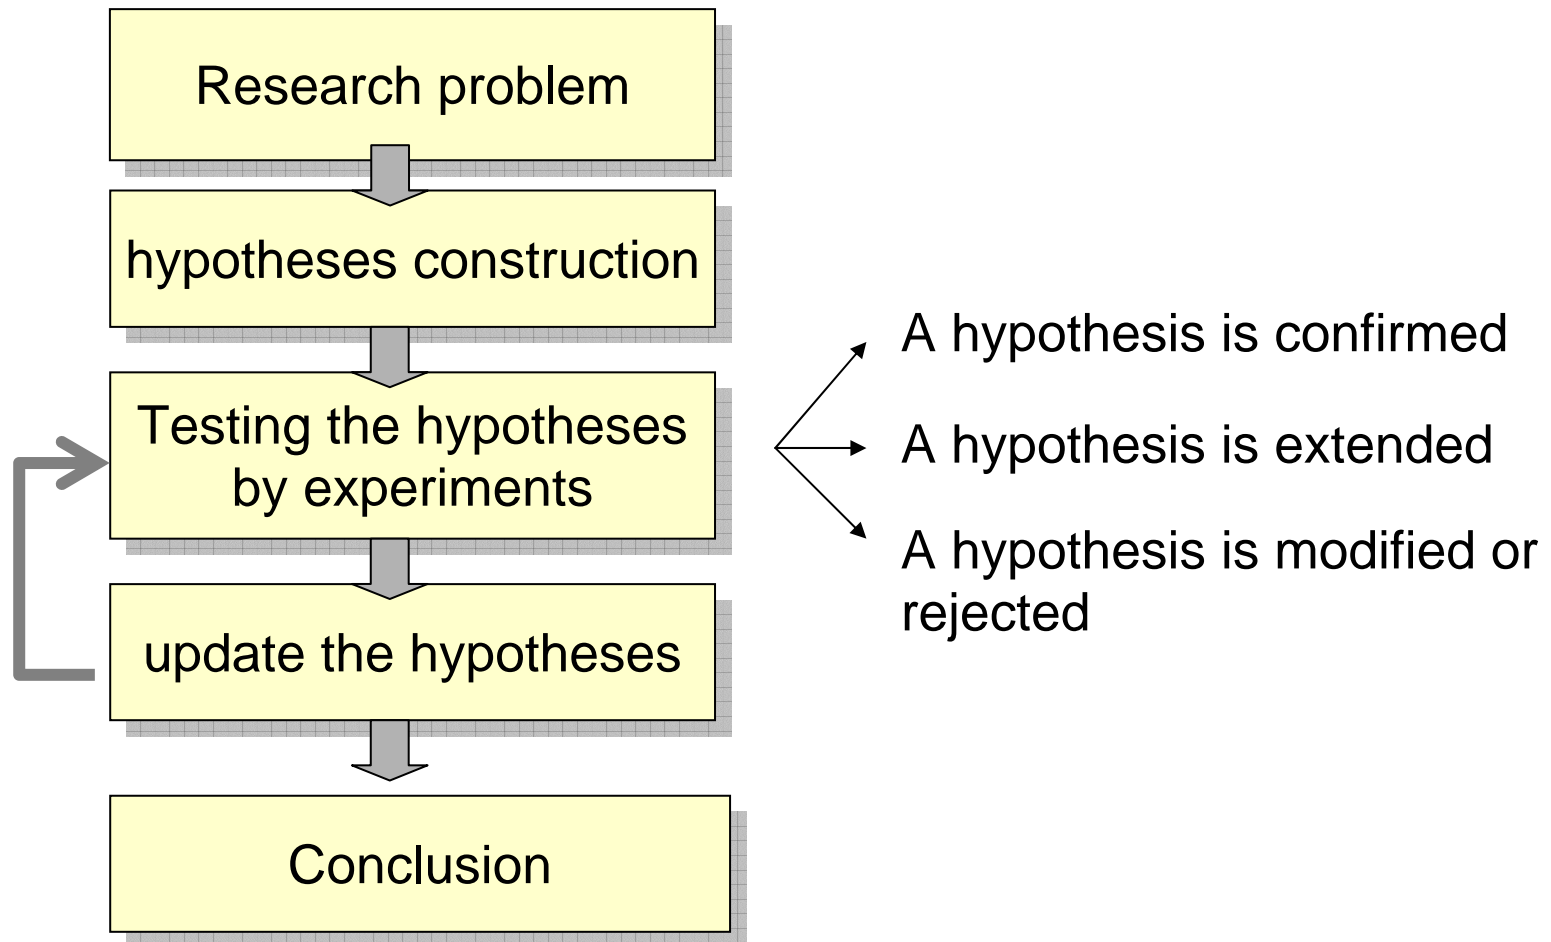 Research problem
hypotheses construction
Testing the hypotheses
by experiments
update the hypotheses
Conclusion
A hypothesis is confirmed
A hypothesis is extended
A hypothesis is modified or
rejected